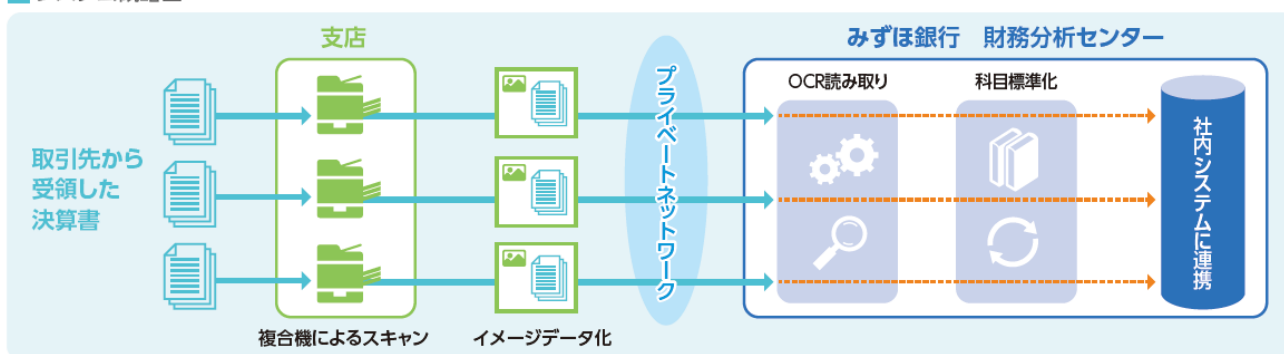 支店
みずほ銀行 財務分析センター
OCR読み取り
科目標準化
取引先から
受領した
決算書
プライベートネットワーク
社内システムに連携
複合機によるスキャン
イメージデータ化